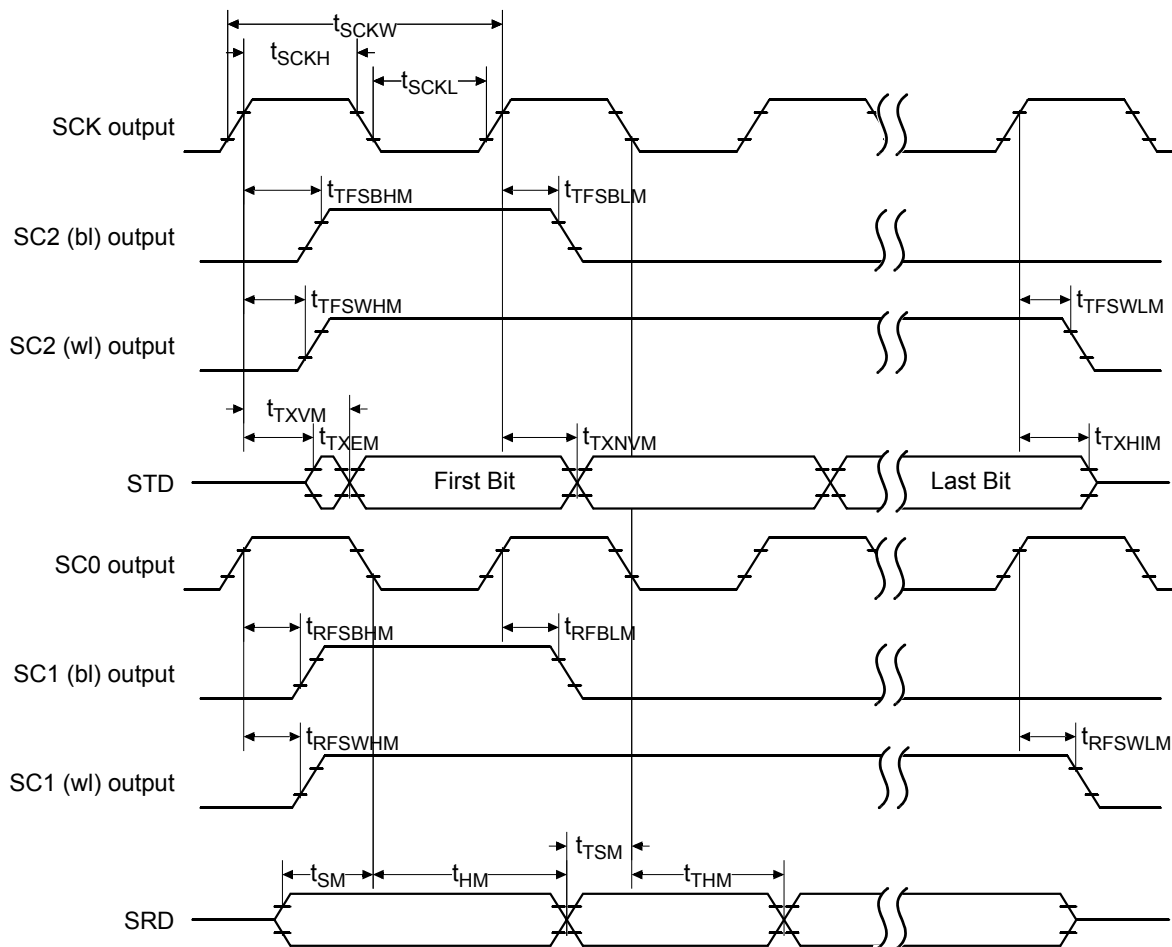 tSCKW
tSCKH
tSCKL
SCK output
tTFSBHM
tTFSBLM
SC2 (bl) output
tTFSWHM
tTFSWLM
SC2 (wl) output
tTXVM
tTXEM
tTXNVM
tTXHIM
STD
First Bit
Last Bit
SC0 output
tRFSBHM
tRFBLM
SC1 (bl) output
tRFSWHM
tRFSWLM
SC1 (wl) output
tTSM
tSM
tHM
tTHM
SRD